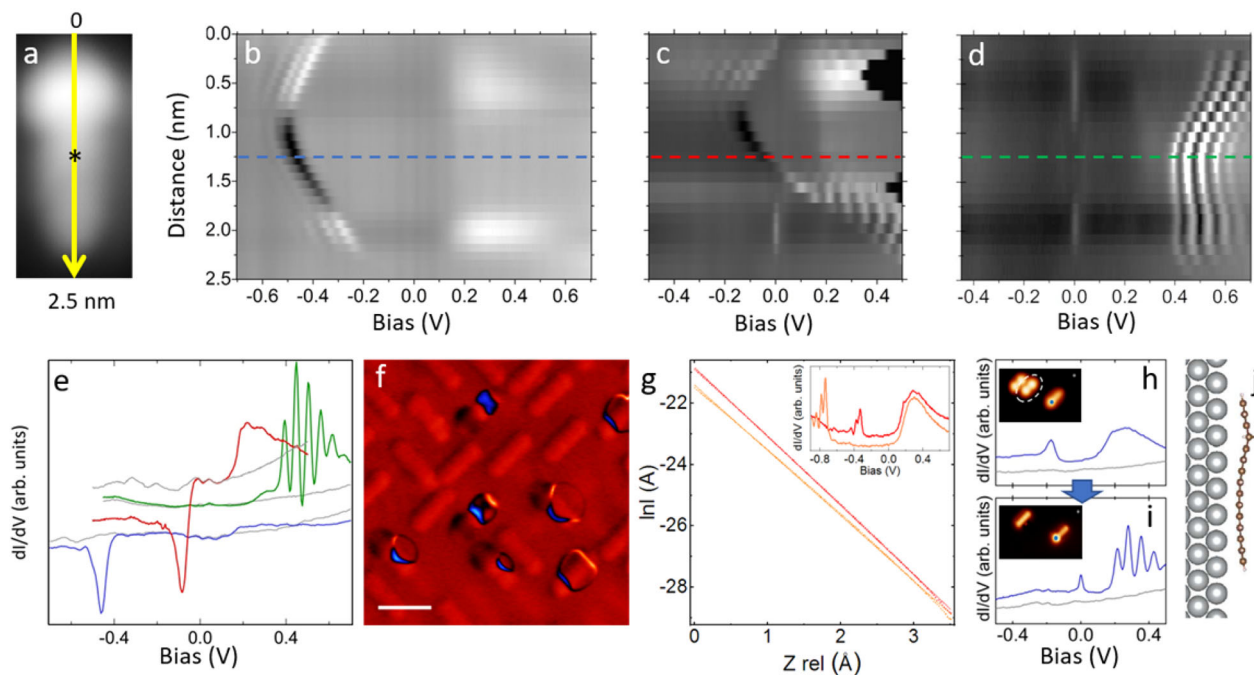 0
a
*
2.5 nm
b
c
d
Distance (nm)
0.0
0.5
1.0
1.5
2.0
2.5
-0.6 -0.4 -0.2 0.0 0.2 0.4 0.6
Bias (V)
-0.4 -0.2 0.0 0.2 0.4
Bias (V)
-0.4 -0.2 0.0 0.2 0.4 0.6
Bias (V)
e
dI/dV (arb. units)
-0.4 0.0 0.4
Bias (V)
f
g
lnI (A)
-22
-24
-26
-28
0 1 2 3
Z rel (Å)
dI/dV (arb. units)
-0.8 -0.4 0.0 0.4
Bias (V)
h
dI/dV (arb. units)
i
dI/dV (arb. units)
-0.4 0.0 0.4
Bias (V)
j